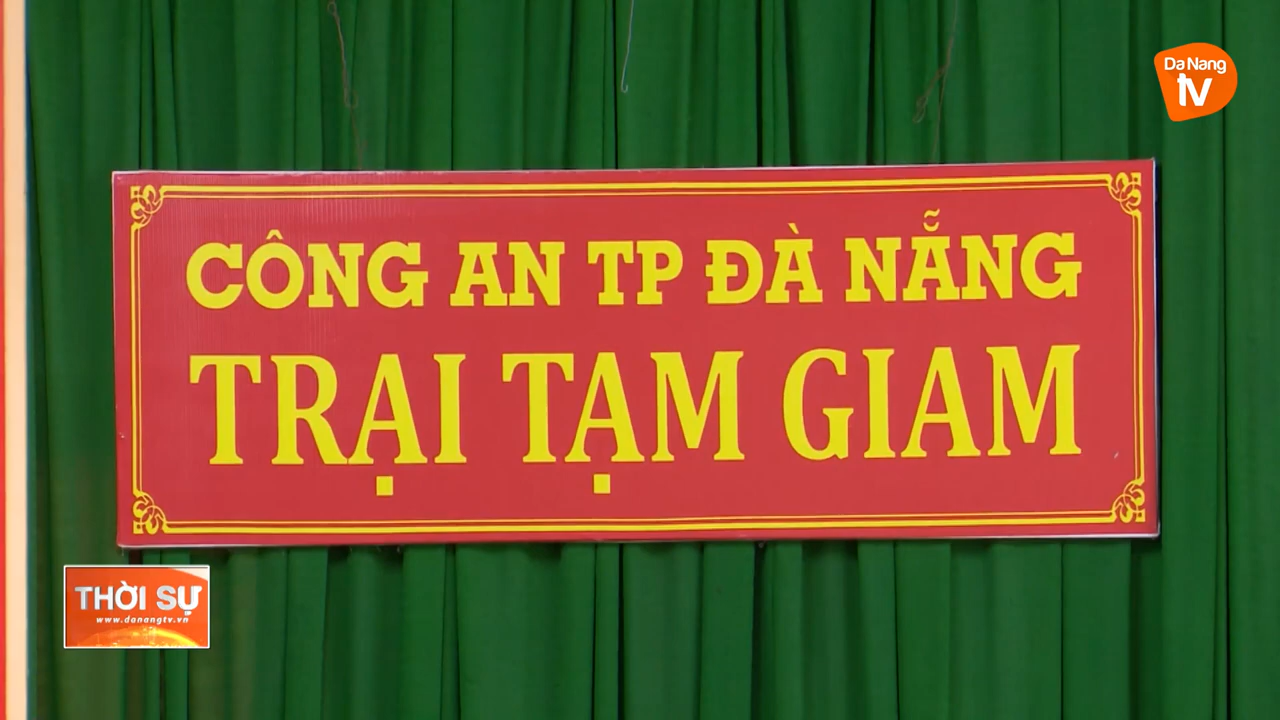 Da Nang
tv
CÔNG AN TP ĐÀ NẴNG
TRẠI TẠM GIAM
THỜI SỰ
www.danangtv.vn